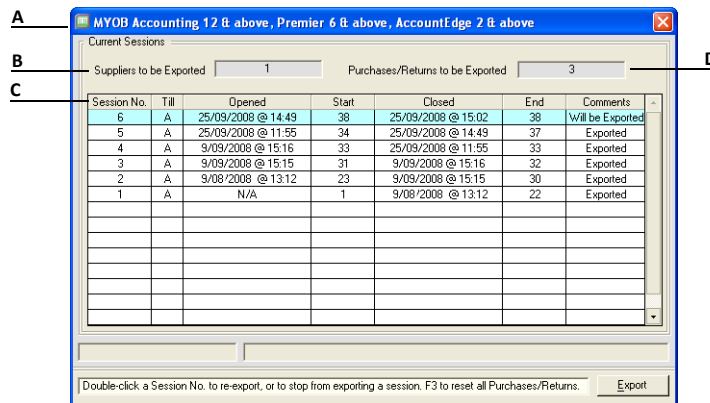 A
MYOB Accounting 12 & above, Premier 6 & above, AccountEdge 2 & above
Current Sessions
B
Suppliers to be Exported 1 Purchases/Returns to be Exported 3
D
C
Session No. Till Opened Start Closed End Comments
6 A 25/09/2008 @ 14:49 38 25/09/2008 @ 15:02 38 Will be Exported
5 A 25/09/2008 @ 11:55 34 25/09/2008 @ 14:49 37 Exported
4 A 9/09/2008 @ 15:16 33 25/09/2008 @ 11:55 33 Exported
3 A 9/09/2008 @ 15:15 31 9/09/2008 @ 15:16 32 Exported
2 A 9/08/2008 @ 13:12 23 9/09/2008 @ 15:15 30 Exported
1 A N/A 1 9/08/2008 @ 13:12 22 Exported
Double-click a Session No. to re-export, or to stop from exporting a session. F3 to reset all Purchases/Returns. Export